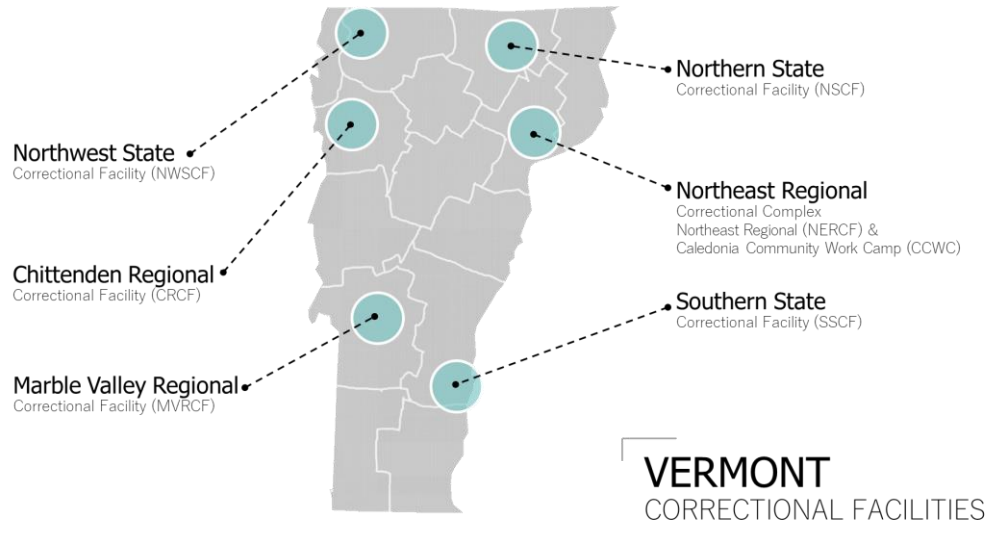 Northern State
Correctional Facility (NSCF)
Northwest State
Correctional Facility (NWSCF)
Northeast Regional
Correctional Complex
Northeast Regional (NERCF) &
Caledonia Community Work Camp (CCWC)
Chittenden Regional
Correctional Facility (CRCF)
Southern State
Correctional Facility (SSCF)
Marble Valley Regional
Correctional Facility (MVRCF)
VERMONT
CORRECTIONAL FACILITIES